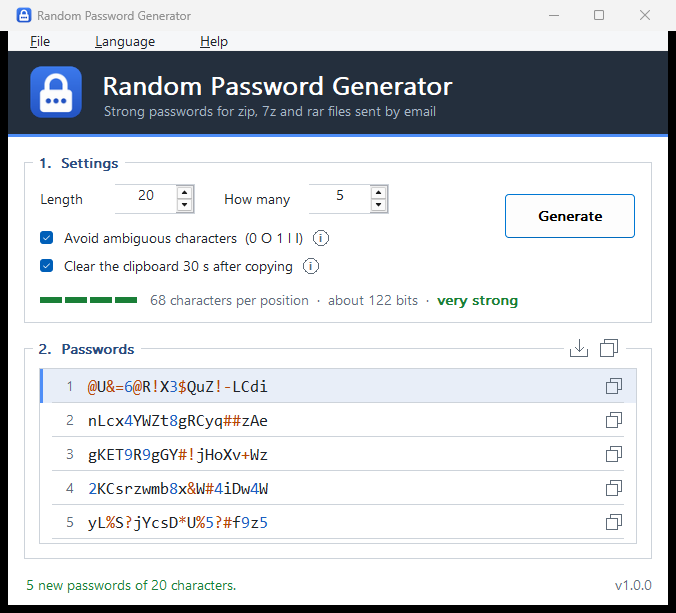 Random Password Generator
File Language Help
Random Password Generator
Strong passwords for zip, 7z and rar files sent by email
1. Settings
Length 20 How many 5
Generate
Avoid ambiguous characters (0 O 1 l I)
Clear the clipboard 30 s after copying
68 characters per position · about 122 bits · very strong
2. Passwords
1 @U&=6@R!X3$QuZ!-LCdi
2 nLcx4YWZt8gRCyq##zAe
3 gKET9R9gGY#!jHoXv+Wz
4 2KCsrzwmb8x&W#4iDw4W
5 yL%S?jYcsD*U%5?#f9z5
5 new passwords of 20 characters.
v1.0.0